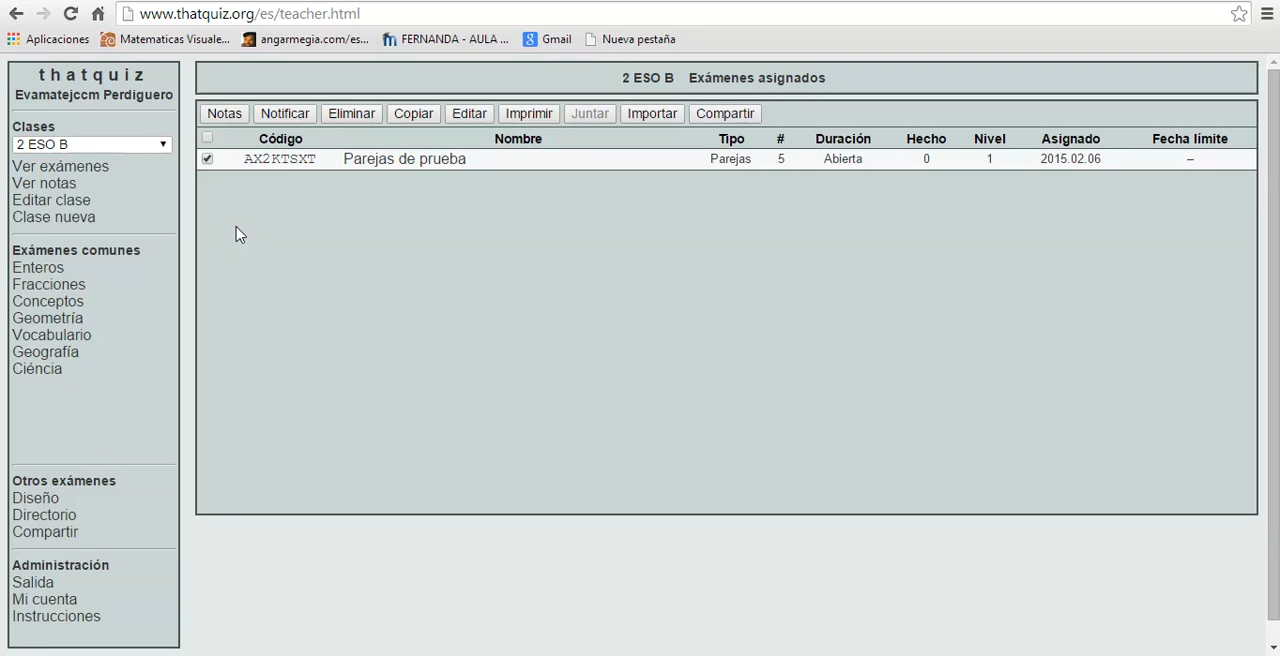 www.thatquiz.org/es/teacher.html
Aplicaciones Matematicas Visuale... angarmegia.com/es... FERNANDA - AULA ... Gmail Nueva pestaña
thatquiz
Evamatejccm Perdiguero
Clases
2 ESO B
Ver exámenes
Ver notas
Editar clase
Clase nueva
Exámenes comunes
Enteros
Fracciones
Conceptos
Geometría
Vocabulario
Geografía
Ciéncia
Otros exámenes
Diseño
Directorio
Compartir
Administración
Salida
Mi cuenta
Instrucciones
2 ESO B Exámenes asignados
Notas Notificar Eliminar Copiar Editar Imprimir Juntar Importar Compartir
Código Nombre Tipo # Duración Hecho Nivel Asignado Fecha límite
AX2KTSXT Parejas de prueba Parejas 5 Abierta 0 1 2015.02.06 –